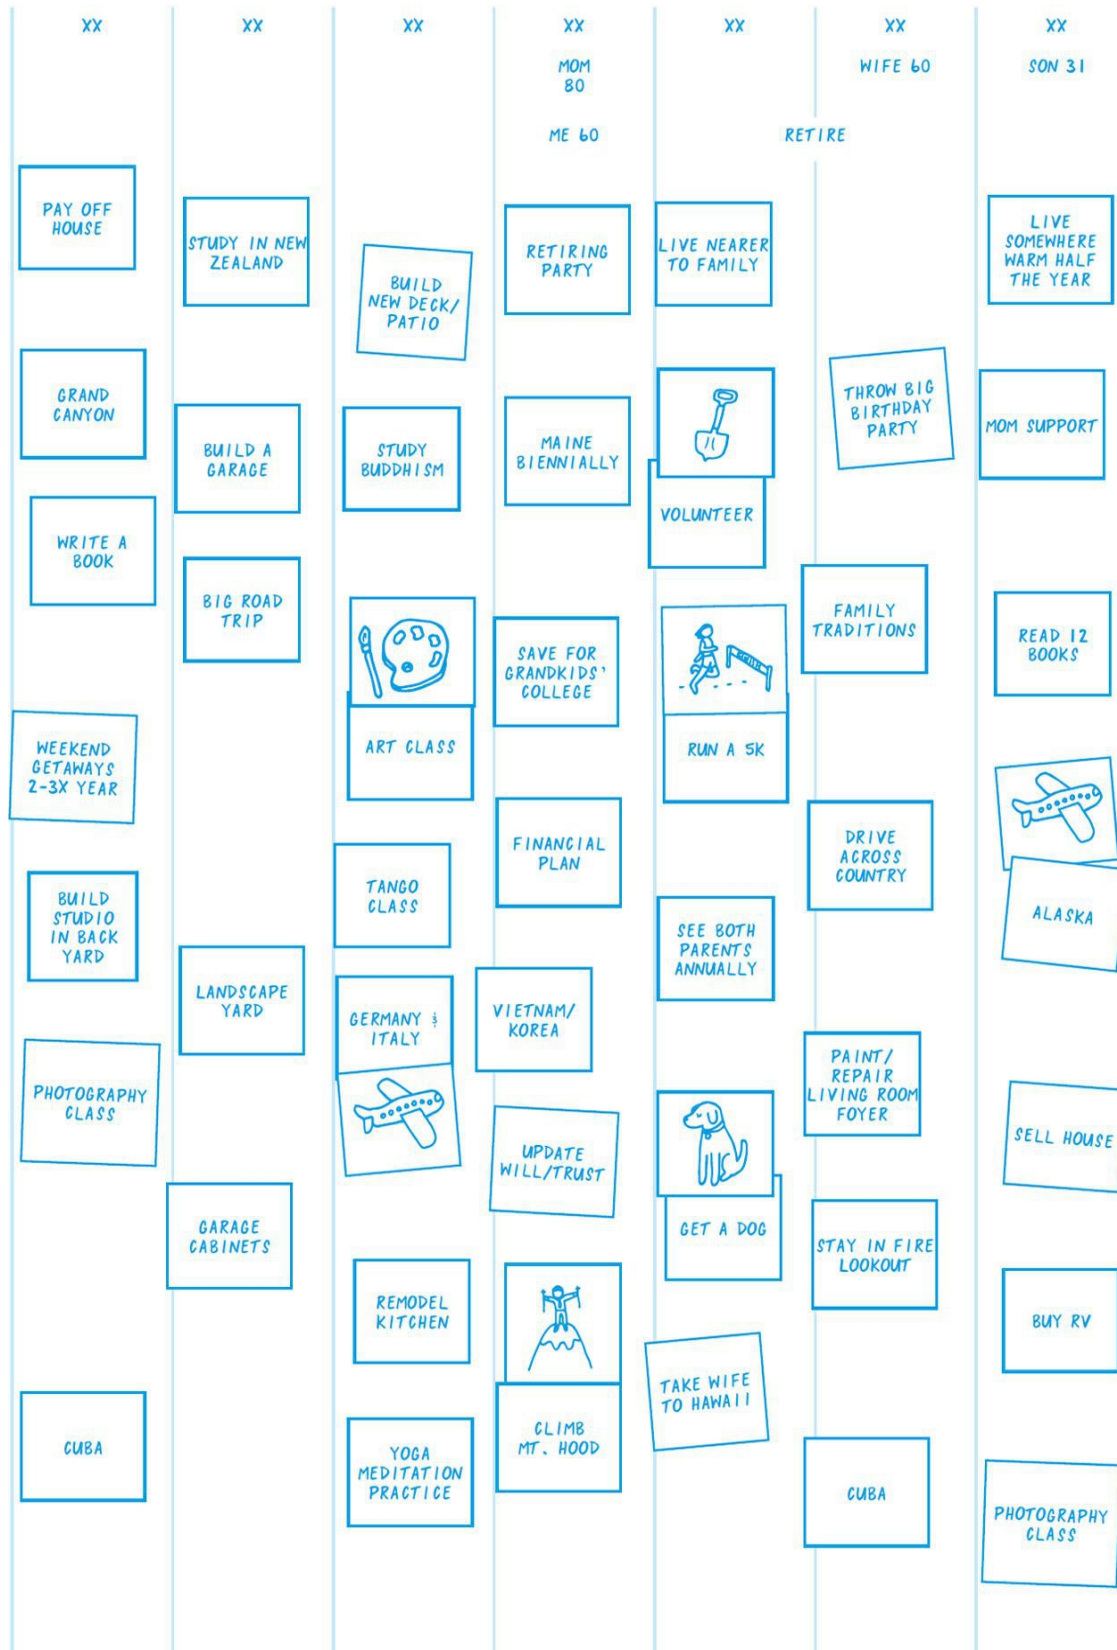 XX
XX
XX
XX
XX
XX
XX
MOM
80
WIFE 60
SON 31
ME 60
RETIRE
PAY OFF
HOUSE
GRAND
CANYON
WRITE A
BOOK
WEEKEND
GETAWAYS
2-3X YEAR
BUILD
STUDIO
IN BACK
YARD
PHOTOGRAPHY
CLASS
CUBA
STUDY IN NEW
ZEALAND
BUILD A
GARAGE
BIG ROAD
TRIP
LANDSCAPE
YARD
GARAGE
CABINETS
BUILD
NEW DECK/
PATIO
STUDY
BUDDHISM
ART CLASS
TANGO
CLASS
GERMANY &
ITALY
REMODEL
KITCHEN
YOGA
MEDITATION
PRACTICE
RETIRING
PARTY
MAINE
BIENNIALLY
SAVE FOR
GRANDKIDS'
COLLEGE
FINANCIAL
PLAN
VIETNAM/
KOREA
UPDATE
WILL/TRUST
CLIMB
MT. HOOD
LIVE NEARER
TO FAMILY
VOLUNTEER
RUN A 5K
SEE BOTH
PARENTS
ANNUALLY
GET A DOG
TAKE WIFE
TO HAWAII
THROW BIG
BIRTHDAY
PARTY
FAMILY
TRADITIONS
DRIVE
ACROSS
COUNTRY
PAINT/
REPAIR
LIVING ROOM
FOYER
STAY IN FIRE
LOOKOUT
CUBA
LIVE
SOMEWHERE
WARM HALF
THE YEAR
MOM SUPPORT
READ 12
BOOKS
ALASKA
SELL HOUSE
BUY RV
PHOTOGRAPHY
CLASS